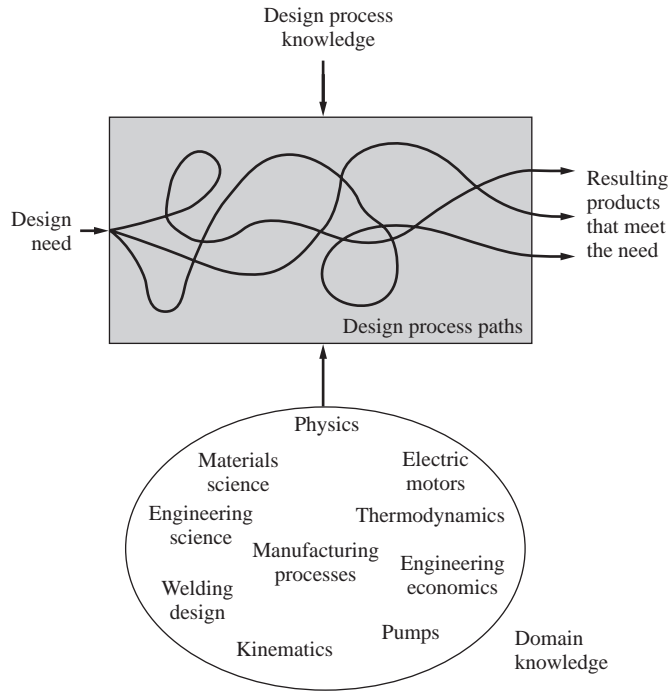 Design process
knowledge
Design
need
Resulting
products
that meet
the need
Design process paths
Physics
Materials
science
Electric
motors
Engineering
science
Thermodynamics
Manufacturing
processes
Engineering
economics
Welding
design
Kinematics
Pumps
Domain
knowledge